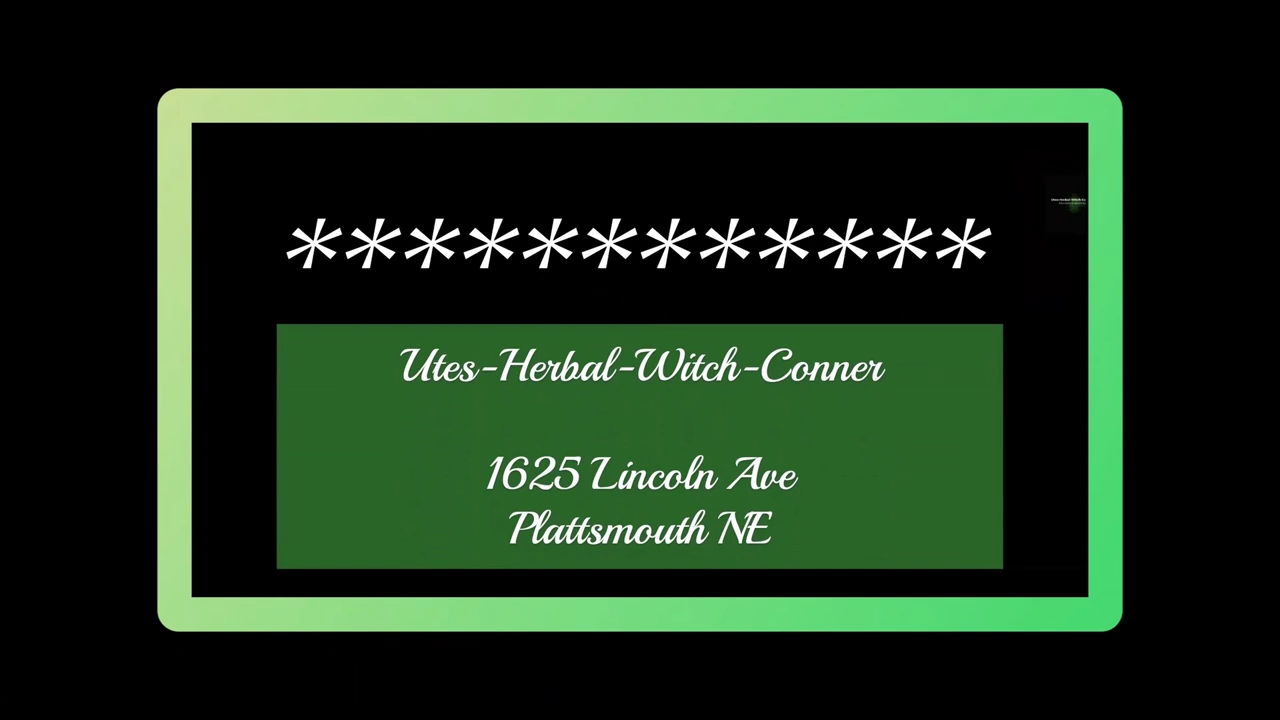 *************
Utes-Herbal-Witch-Conner
1625 Lincoln Ave
Plattsmouth NE